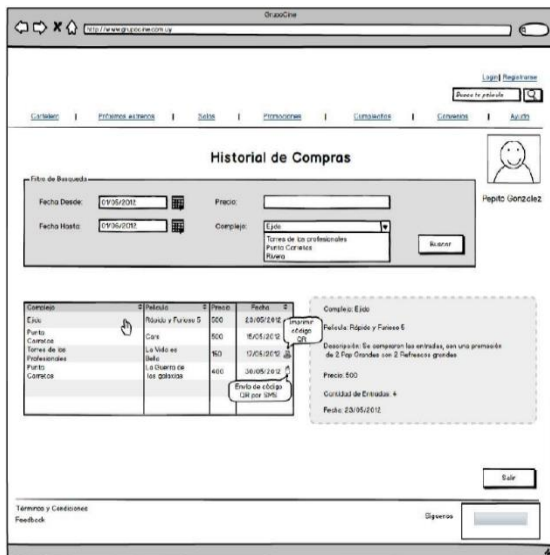 GrupoCine
http://www.grupocine.com.uy
Login| Registrarse
Busca tu película
Cartelera | Próximos estrenos | Salas | Promociones | Cumpleaños | Convenios | Ayuda
Historial de Compras
Pepito Gonzalez
Filtro de Busqueda
Fecha Desde: 01/05/2012 Precio:
Fecha Hasta: 01/06/2012 Complejo: Ejido
Torres de los profesionales
Punta Carretas
Rivera
Buscar
Complejo Película Precio Fecha
Ejido Rápido y Furioso 5 500 23/05/2012
Punta Carretas Cars 500 15/05/2012
Torres de los Profesionales La Vida es Bella 150 17/05/2012
Punta Carretas La Guerra de las galaxias 400 30/05/2012
Imprimir código QR
Envío de código QR por SMS
Complejo: Ejido
Película: Rápido y Furioso 5
Descripción: Se compraron las entradas, con una promoción
de 2 Pop Grandes con 2 Refrescos grandes.
Precio: 500
Cantidad de Entradas: 4
Fecha: 23/05/2012
Salir
Términos y Condiciones
Feedback
Siguenos